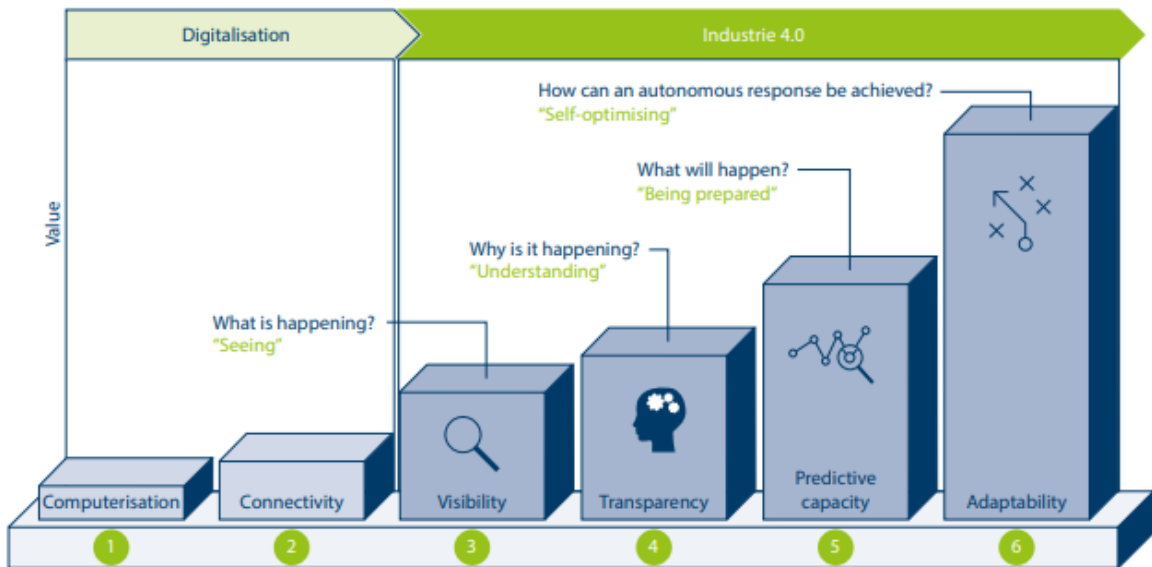 Digitalisation
Industrie 4.0
How can an autonomous response be achieved?
“Self-optimising”
What will happen?
“Being prepared”
Value
Why is it happening?
“Understanding”
What is happening?
“Seeing”
Computerisation
Connectivity
Visibility
Transparency
Predictive
capacity
Adaptability
1
2
3
4
5
6